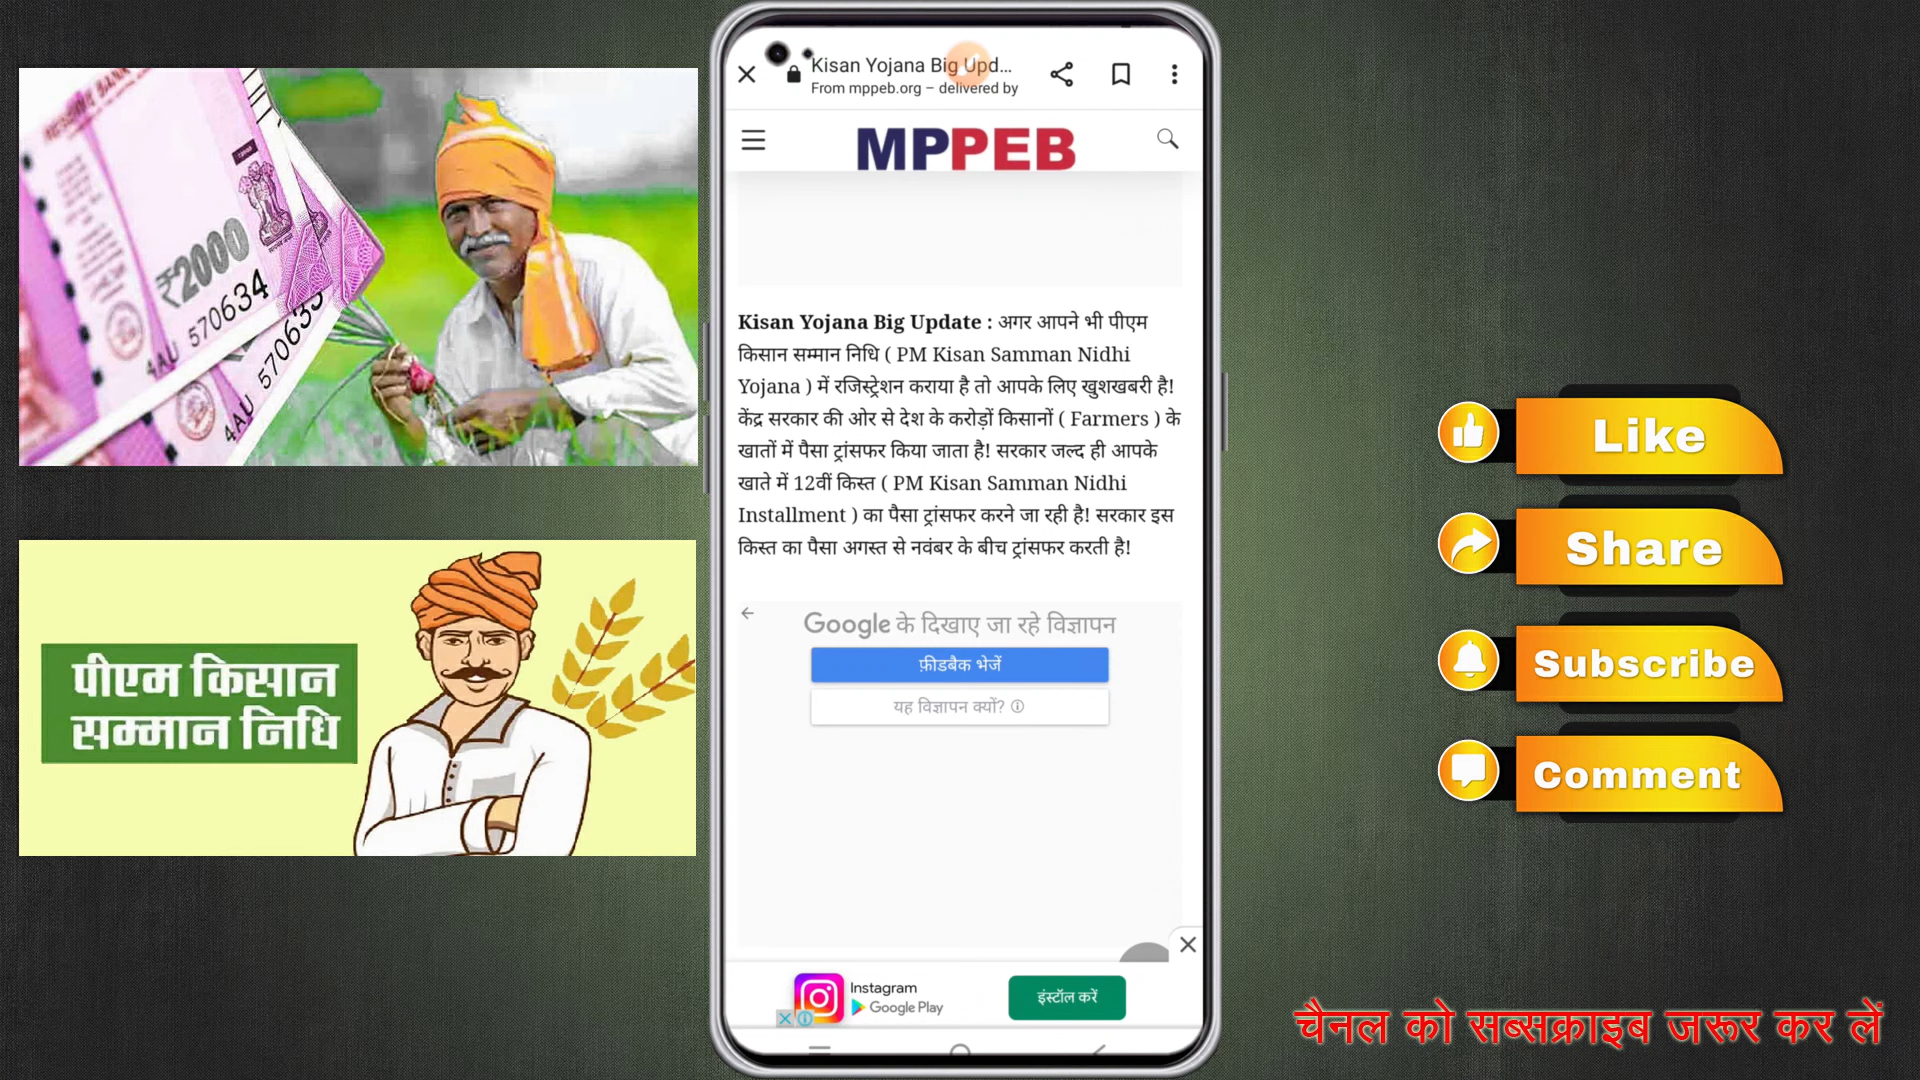 ₹2000
4AU 570634
4AU 570633
पीएम किसान
सम्मान निधि
Kisan Yojana Big Upd...
From mppeb.org – delivered by
MPPEB
Kisan Yojana Big Update : अगर आपने भी पीएम
किसान सम्मान निधि ( PM Kisan Samman Nidhi
Yojana ) में रजिस्ट्रेशन कराया है तो आपके लिए खुशखबरी है!
केंद्र सरकार की ओर से देश के करोड़ों किसानों ( Farmers ) के
खातों में पैसा ट्रांसफर किया जाता है! सरकार जल्द ही आपके
खाते में 12वीं किस्त ( PM Kisan Samman Nidhi
Installment ) का पैसा ट्रांसफर करने जा रही है! सरकार इस
किस्त का पैसा अगस्त से नवंबर के बीच ट्रांसफर करती है!
Google के दिखाए जा रहे विज्ञापन
फ़ीडबैक भेजें
यह विज्ञापन क्यों?
Instagram
Google Play
इंस्टॉल करें
Like
Share
Subscribe
Comment
चैनल को सब्सक्राइब जरूर कर लें